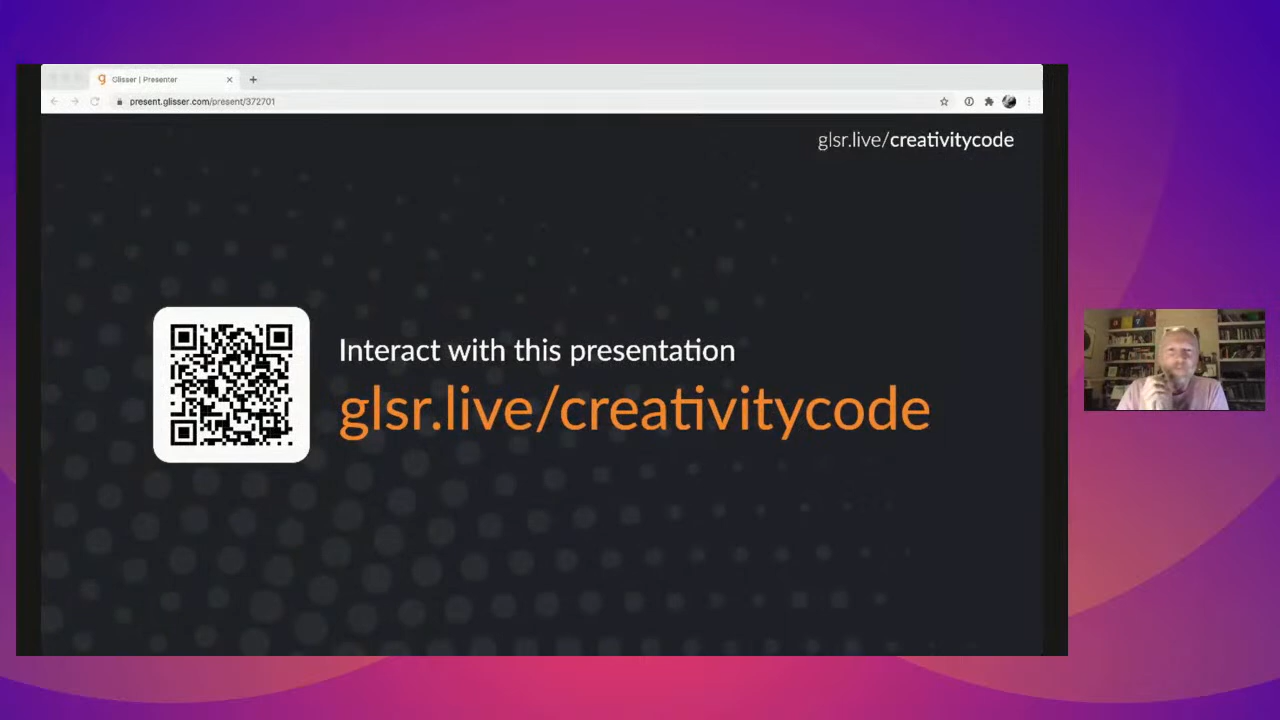 Glisser | Presenter
present.glisser.com/present/372701
glsr.live/creativitycode
Interact with this presentation
glsr.live/creativitycode